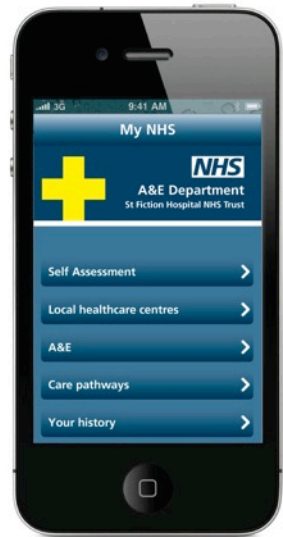 3G 9:41 AM
My NHS
NHS
A&E Department
St Fiction Hospital NHS Trust
Self Assessment
Local healthcare centres
A&E
Care pathways
Your history